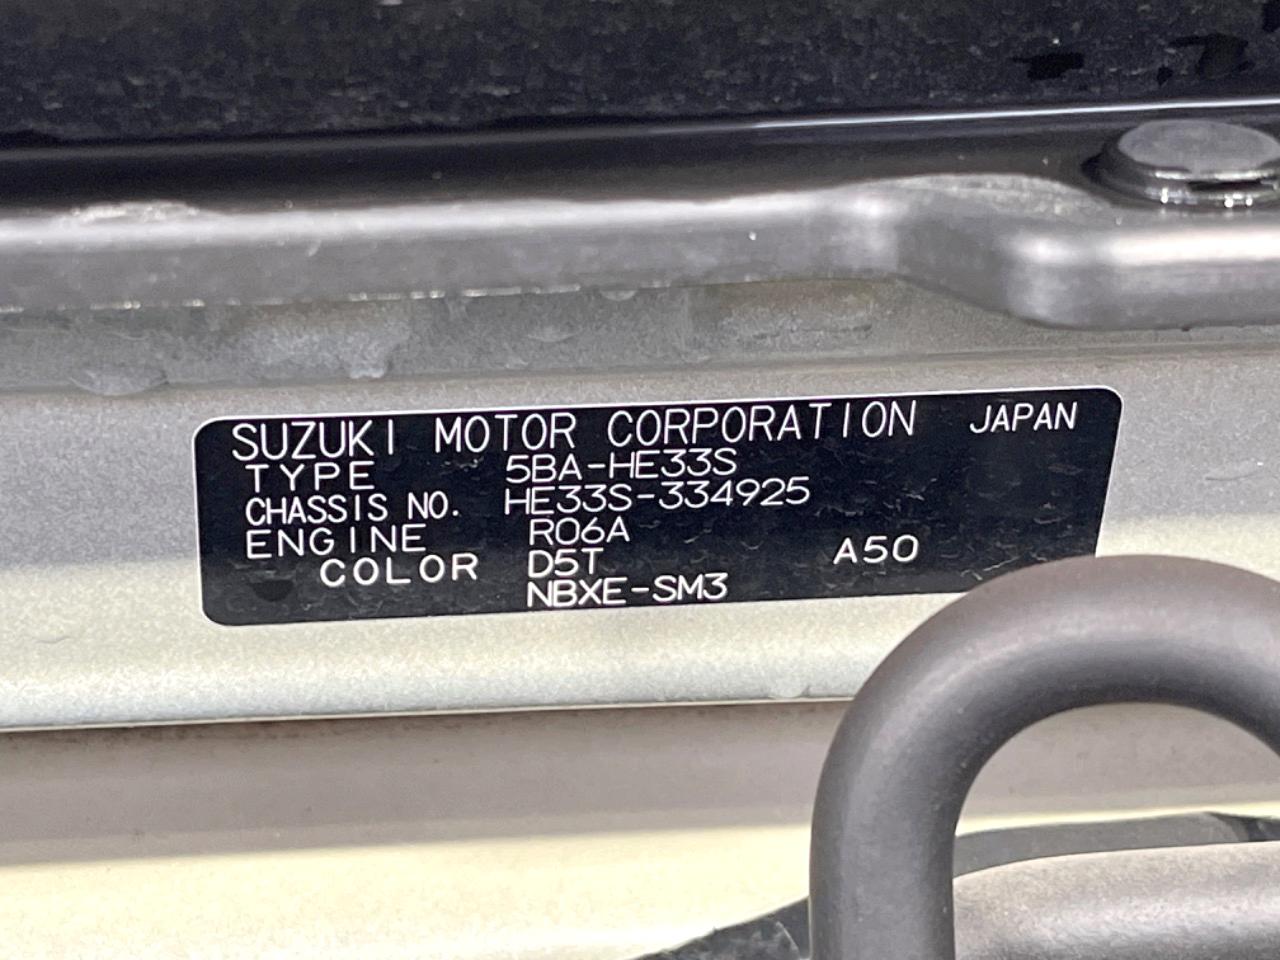 SUZUKI MOTOR CORPORATION JAPAN
TYPE 5BA-HE33S
CHASSIS NO. HE33S-334925
ENGINE R06A
COLOR D5T A50
NBXE-SM3